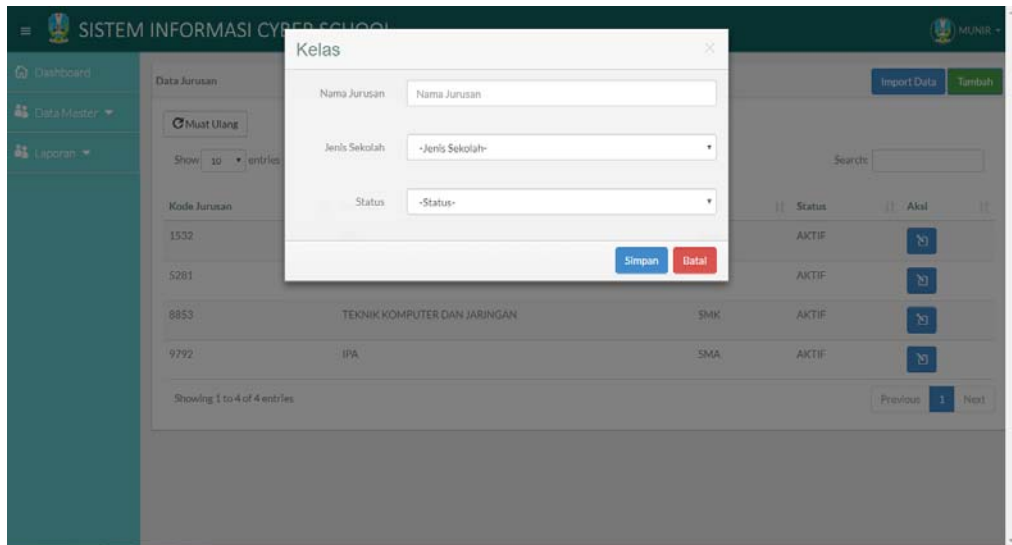 SISTEM INFORMASI CYBER SCHOOL
MUNIR
Dashboard
Data Master
Laporan
Data Jurusan
Import Data
Tambah
Muat Ulang
Show 10 entries
Search:
Kode Jurusan
Status
Aksi
1532
AKTIF
5281
AKTIF
8853
TEKNIK KOMPUTER DAN JARINGAN
SMK
AKTIF
9792
IPA
SMA
AKTIF
Showing 1 to 4 of 4 entries
Previous
1
Next
Kelas
×
Nama Jurusan
Nama Jurusan
Jenis Sekolah
-Jenis Sekolah-
Status
-Status-
Simpan
Batal